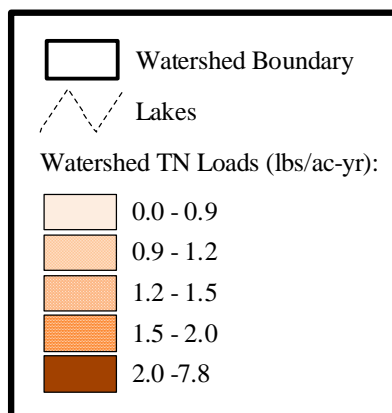 Watershed Boundary
Lakes
Watershed TN Loads (lbs/ac-yr):
0.0 - 0.9
0.9 - 1.2
1.2 - 1.5
1.5 - 2.0
2.0 -7.8